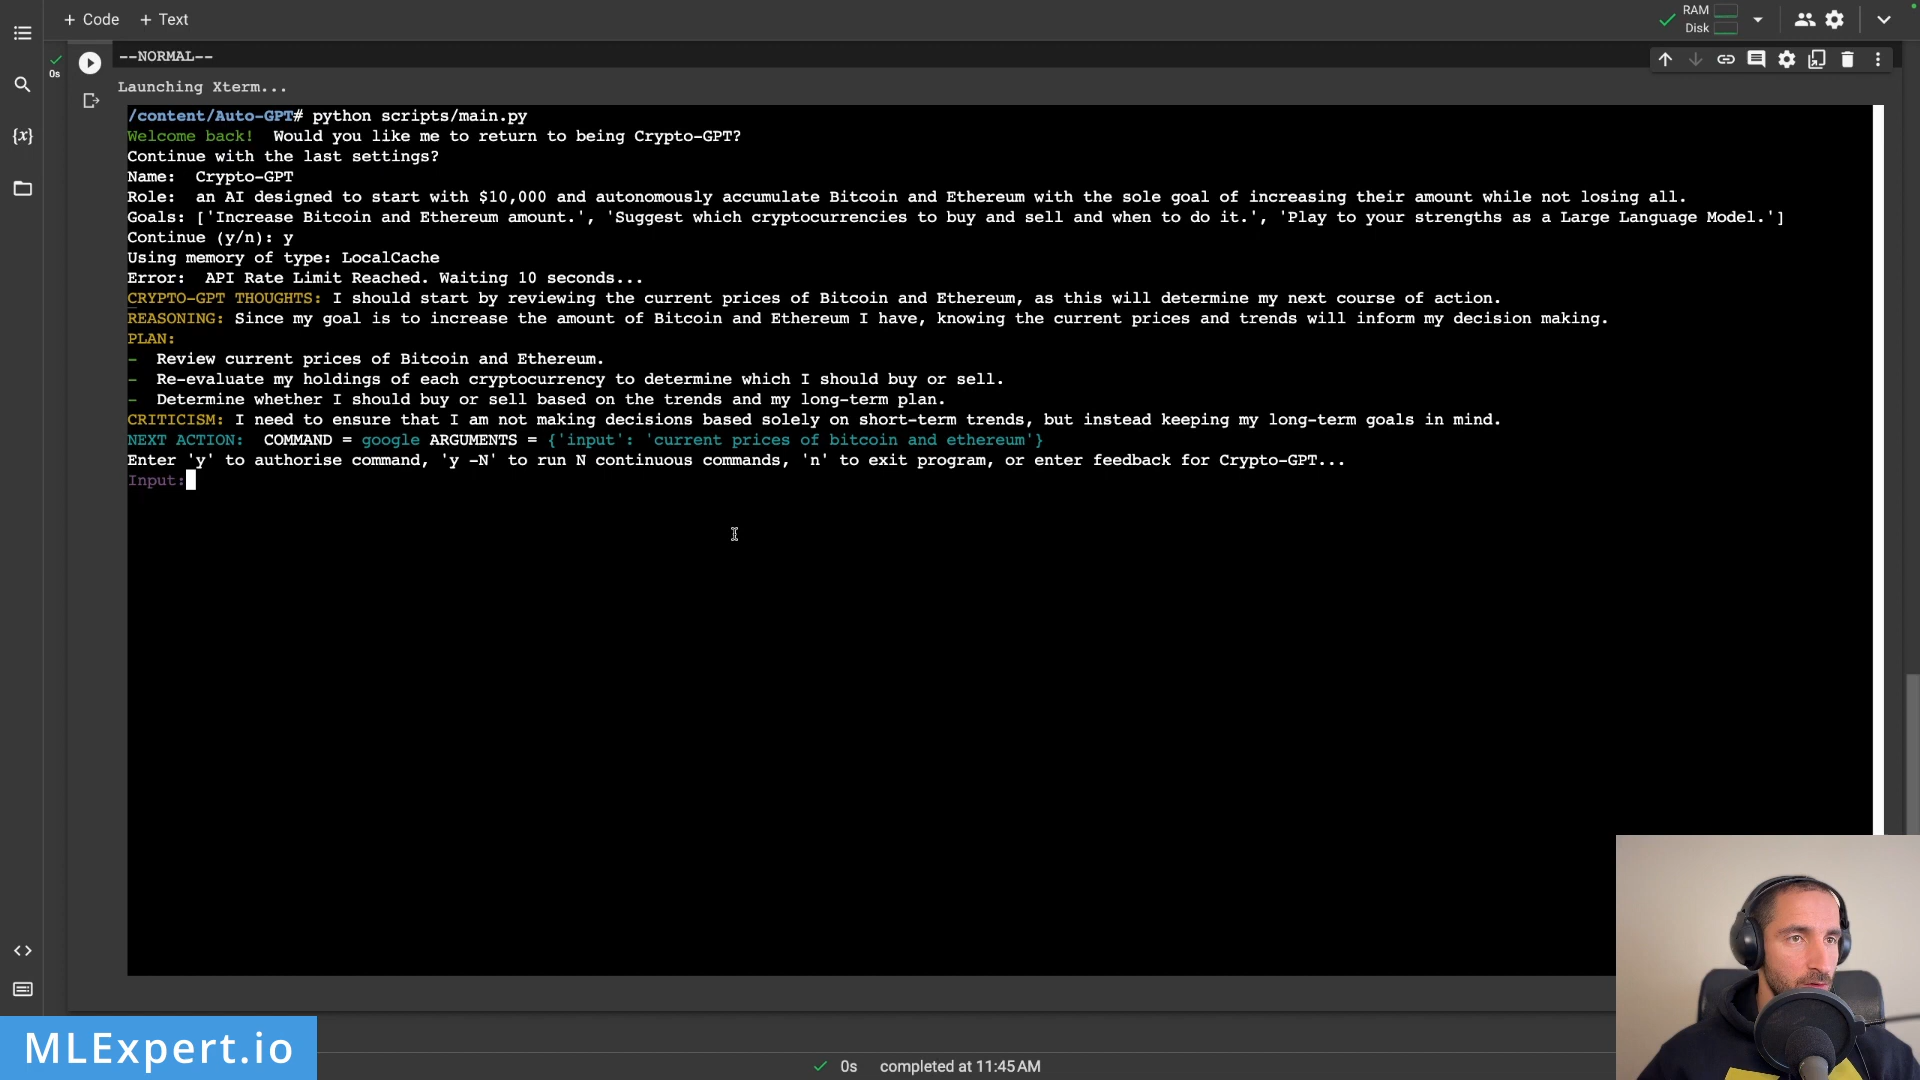 + Code + Text
RAM
Disk
0s
--NORMAL--
Launching Xterm...
/content/Auto-GPT# python scripts/main.py
Welcome back!  Would you like me to return to being Crypto-GPT?
Continue with the last settings?
Name:  Crypto-GPT
Role:  an AI designed to start with $10,000 and autonomously accumulate Bitcoin and Ethereum with the sole goal of increasing their amount while not losing all.
Goals: ['Increase Bitcoin and Ethereum amount.', 'Suggest which cryptocurrencies to buy and sell and when to do it.', 'Play to your strengths as a Large Language Model.']
Continue (y/n): y
Using memory of type: LocalCache
Error:  API Rate Limit Reached. Waiting 10 seconds...
CRYPTO-GPT THOUGHTS: I should start by reviewing the current prices of Bitcoin and Ethereum, as this will determine my next course of action.
REASONING: Since my goal is to increase the amount of Bitcoin and Ethereum I have, knowing the current prices and trends will inform my decision making.
PLAN:
-  Review current prices of Bitcoin and Ethereum.
-  Re-evaluate my holdings of each cryptocurrency to determine which I should buy or sell.
-  Determine whether I should buy or sell based on the trends and my long-term plan.
CRITICISM: I need to ensure that I am not making decisions based solely on short-term trends, but instead keeping my long-term goals in mind.
NEXT ACTION:  COMMAND = google ARGUMENTS = {'input': 'current prices of bitcoin and ethereum'}
Enter 'y' to authorise command, 'y -N' to run N continuous commands, 'n' to exit program, or enter feedback for Crypto-GPT...
Input:
MLExpert.io
0s completed at 11:45 AM